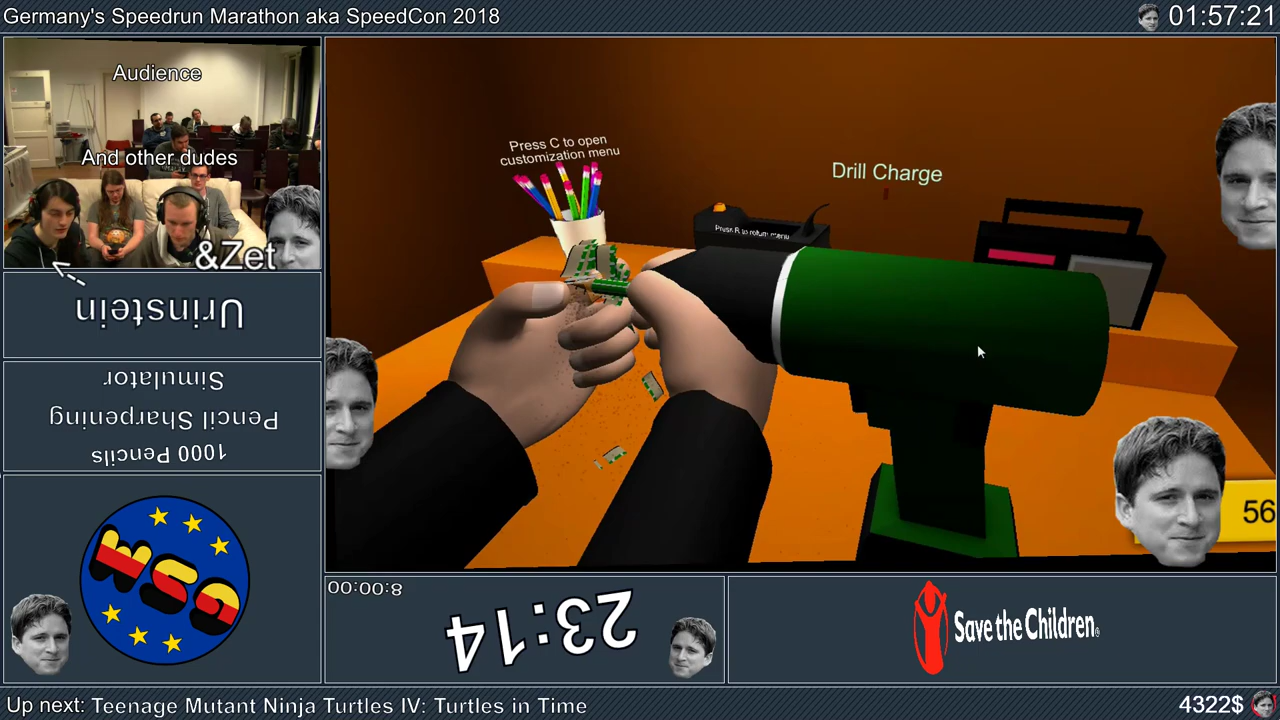 Germany's Speedrun Marathon aka SpeedCon 2018
01:57:21
Audience
And other dudes
&Zet
Urinstein
1000 Pencils
Pencil Sharpening
Simulator
GSM
Press C to open
customization menu
Drill Charge
Press R to return menu
56
8:00:00
23:14
Save the Children®
Up next: Teenage Mutant Ninja Turtles IV: Turtles in Time
4322$